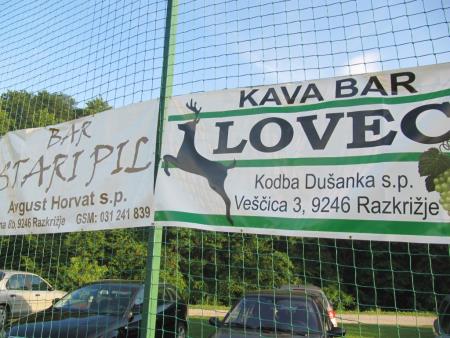 BAR
STARI PIL
Avgust Horvat s.p.
9246 Razkrižje GSM: 031 241 839
KAVA BAR
LOVEC
Kodba Dušanka s.p.
Veščica 3, 9246 Razkrižje